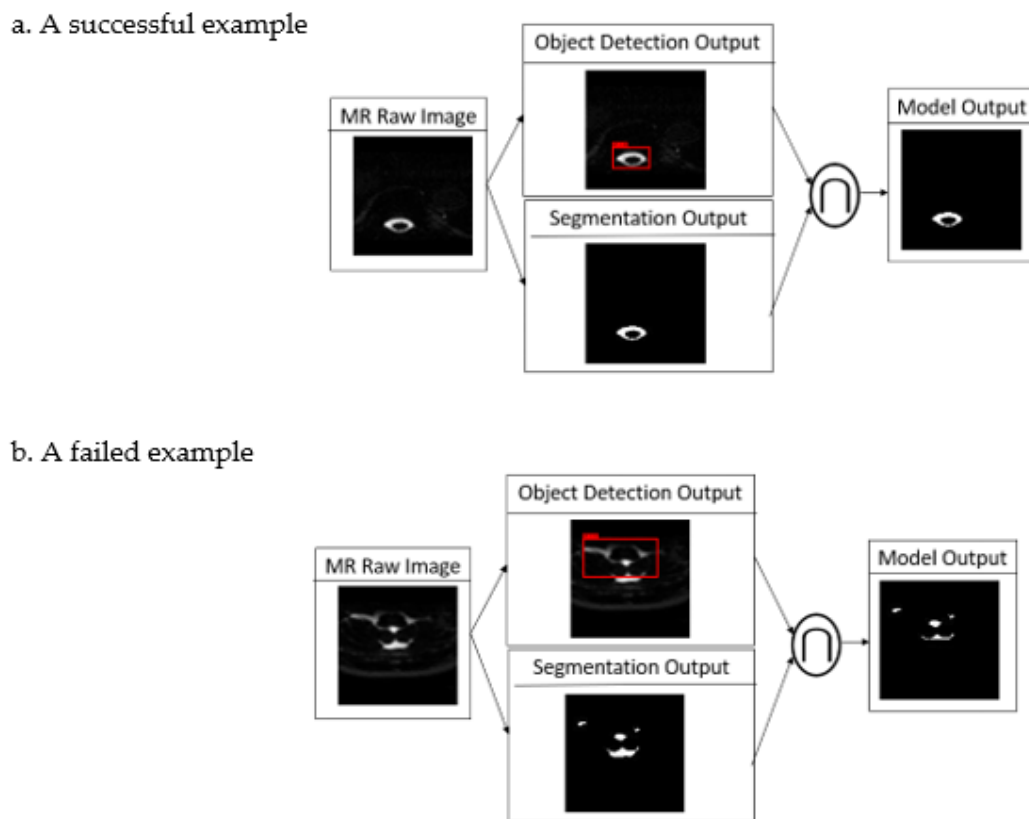 a. A successful example
Object Detection Output
MR Raw Image
Model Output
Segmentation Output
b. A failed example
Object Detection Output
MR Raw Image
Model Output
Segmentation Output